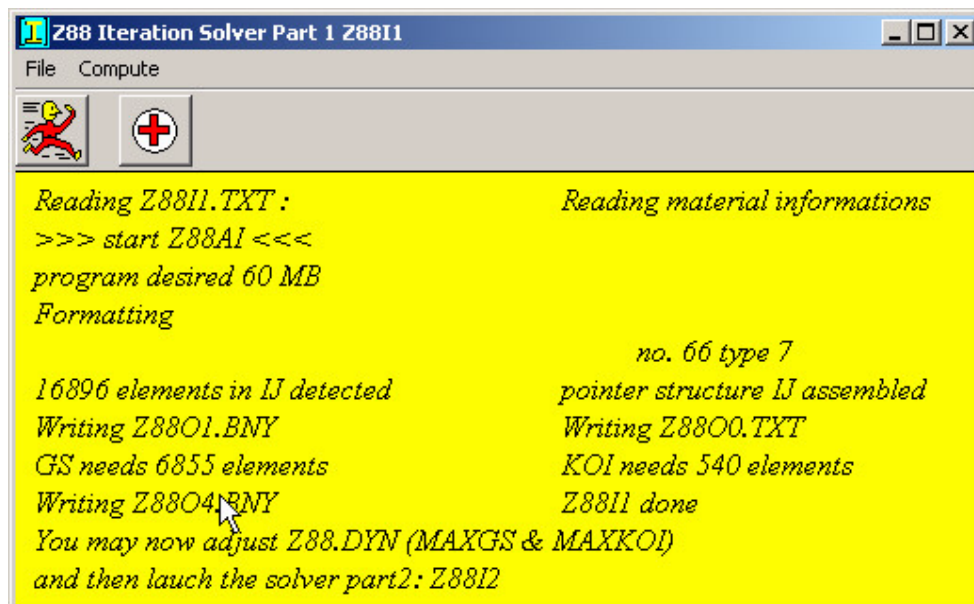 Z88 Iteration Solver Part 1 Z88I1
File Compute
Reading Z88I1.TXT : Reading material informations
>>> start Z88AI <<<
program desired 60 MB
Formatting
no. 66 type 7
16896 elements in IJ detected pointer structure IJ assembled
Writing Z88O1.BNY Writing Z88O0.TXT
GS needs 6855 elements KOI needs 540 elements
Writing Z88O4.BNY Z88I1 done
You may now adjust Z88.DYN (MAXGS & MAXKOI)
and then lauch the solver part2: Z88I2